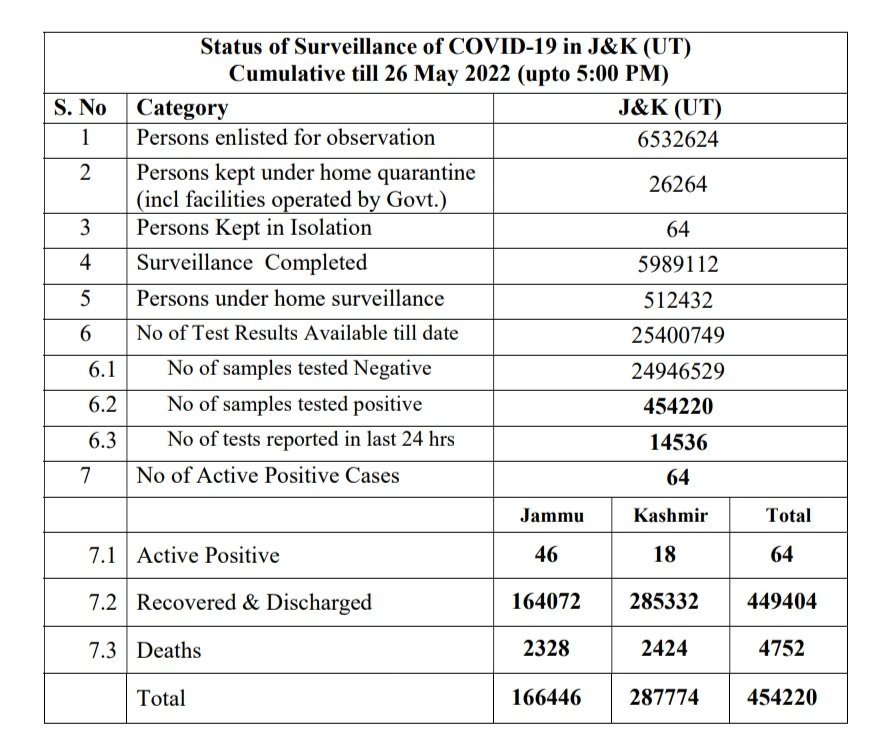 Status of Surveillance of COVID-19 in J&K (UT)
Cumulative till 26 May 2022 (upto 5:00 PM)
S. No Category J&K (UT)
1 Persons enlisted for observation 6532624
2 Persons kept under home quarantine
(incl facilities operated by Govt.) 26264
3 Persons Kept in Isolation 64
4 Surveillance Completed 5989112
5 Persons under home surveillance 512432
6 No of Test Results Available till date 25400749
6.1 No of samples tested Negative 24946529
6.2 No of samples tested positive 454220
6.3 No of tests reported in last 24 hrs 14536
7 No of Active Positive Cases 64
Jammu Kashmir Total
7.1 Active Positive 46 18 64
7.2 Recovered & Discharged 164072 285332 449404
7.3 Deaths 2328 2424 4752
Total 166446 287774 454220